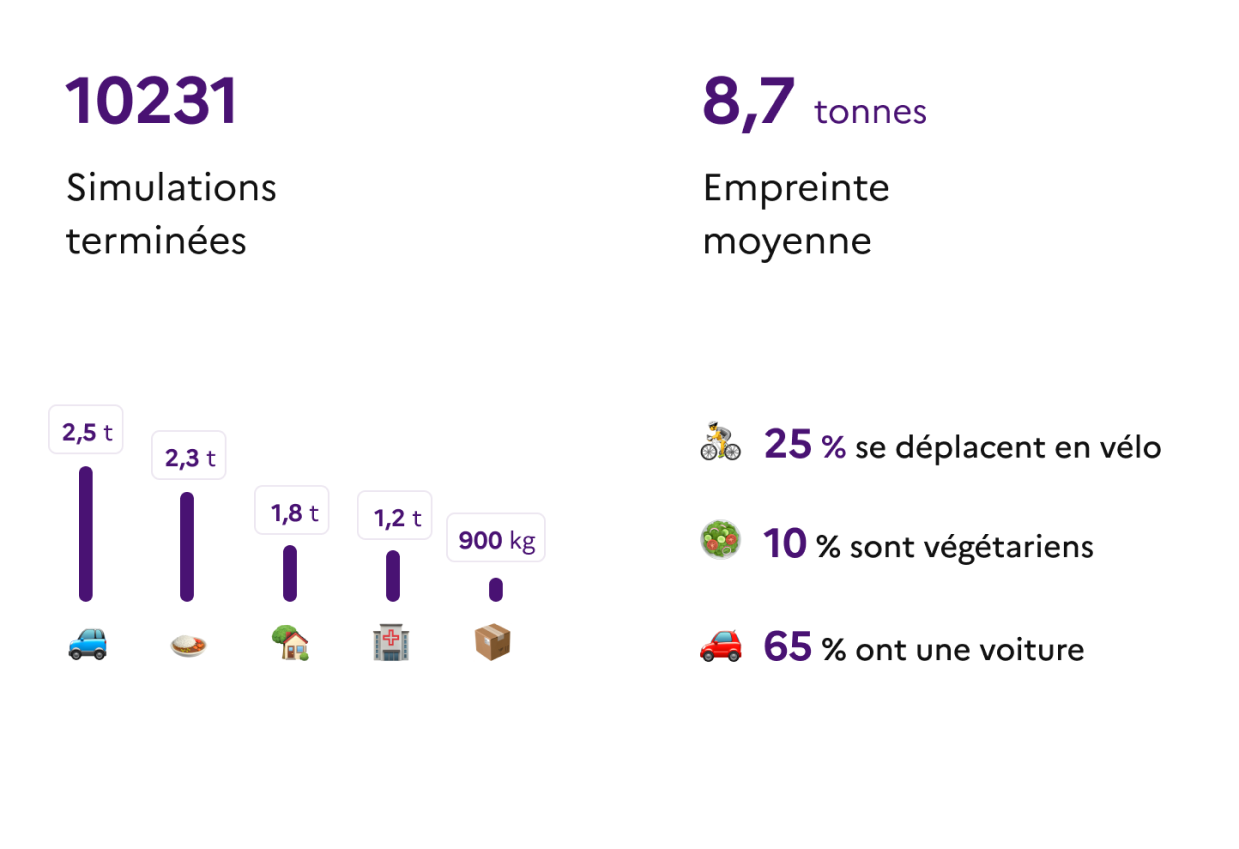 10231
Simulations
terminées
8,7 tonnes
Empreinte
moyenne
2,5 t
2,3 t
1,8 t
1,2 t
900 kg
25 % se déplacent en vélo
10 % sont végétariens
65 % ont une voiture